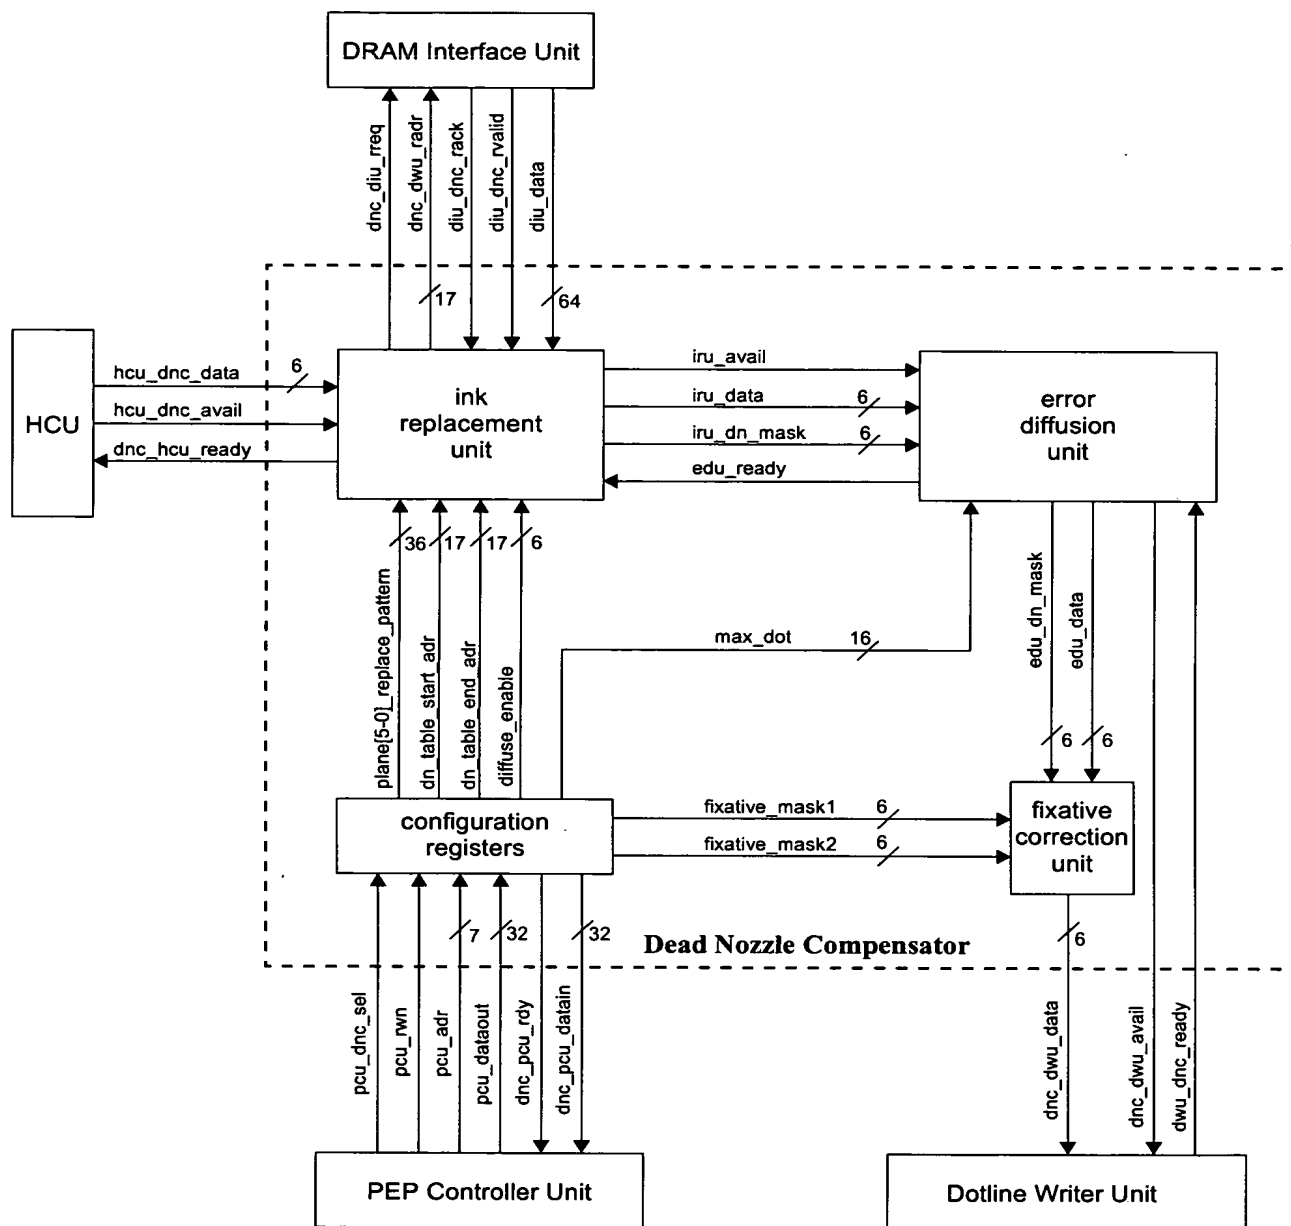 DRAM Interface Unit
dnc_diu_rreq
dnc_dwu_radr
diu_dnc_rack
diu_dnc_rvalid
diu_data
17
64
HCU
hcu_dnc_data
6
hcu_dnc_avail
dnc_hcu_ready
ink
replacement
unit
iru_avail
iru_data
6
iru_dn_mask
6
edu_ready
error
diffusion
unit
36
17
17
6
plane[5-0]_replace_pattern
dn_table_start_adr
dn_table_end_adr
diffuse_enable
max_dot
16
edu_dn_mask
edu_data
6
6
configuration
registers
fixative_mask1
6
fixative_mask2
6
fixative
correction
unit
7
32
32
6
Dead Nozzle Compensator
pcu_dnc_sel
pcu_rwn
pcu_adr
pcu_dataout
dnc_pcu_rdy
dnc_pcu_datain
dnc_dwu_data
dnc_dwu_avail
dwu_dnc_ready
PEP Controller Unit
Dotline Writer Unit